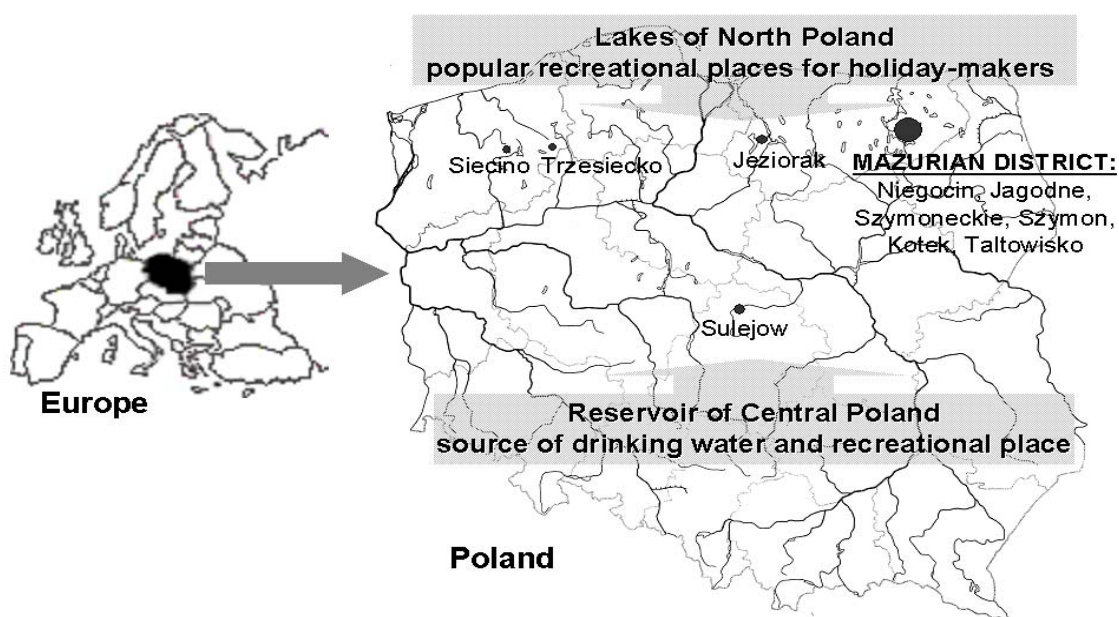 Lakes of North Poland
popular recreational places for holiday-makers
Siecino Trzesiecko
Jeziorak
MAZURIAN DISTRICT:
Niegocin, Jagodne,
Szymoneckie, Szymon,
Kotek, Taltowisko
Sulejow
Europe
Reservoir of Central Poland
source of drinking water and recreational place
Poland